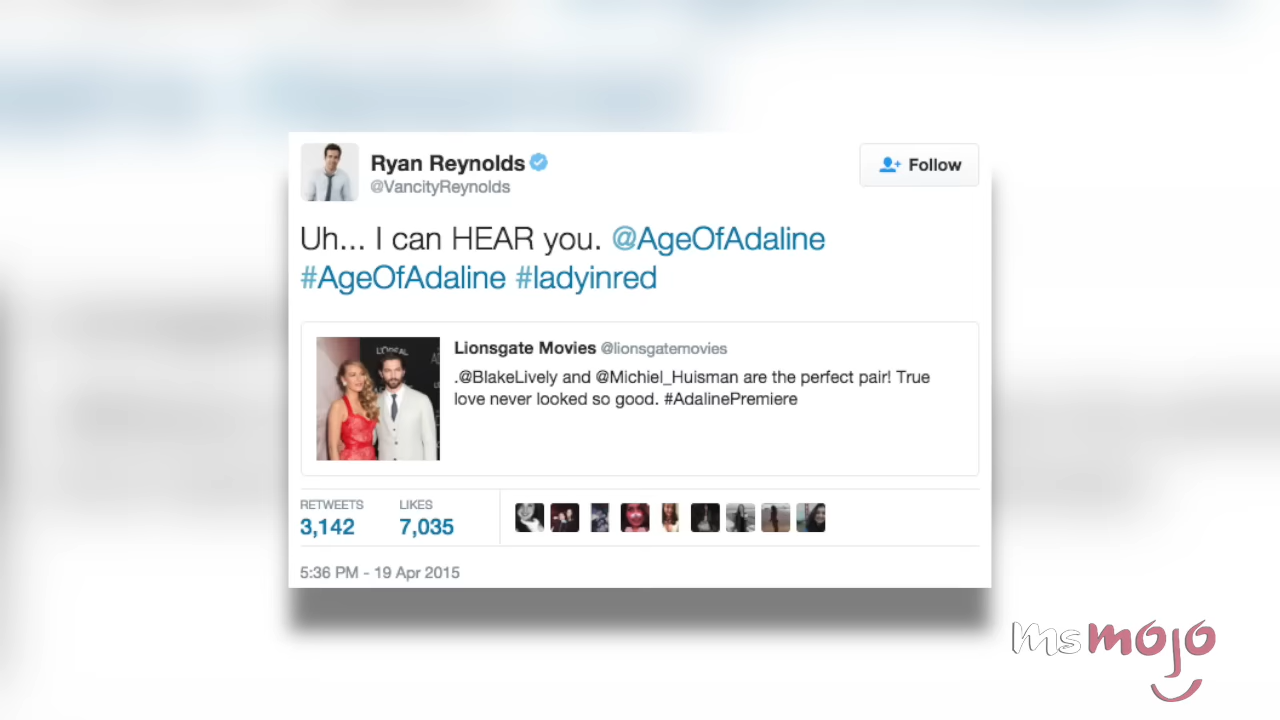 Ryan Reynolds
@VancityReynolds
Follow
Uh... I can HEAR you. @AgeOfAdaline
#AgeOfAdaline #ladyinred
L'ORÉAL
Lionsgate Movies @lionsgatemovies
.@BlakeLively and @Michiel_Huisman are the perfect pair! True
love never looked so good. #AdalinePremiere
RETWEETS
3,142
LIKES
7,035
5:36 PM - 19 Apr 2015
msmojo